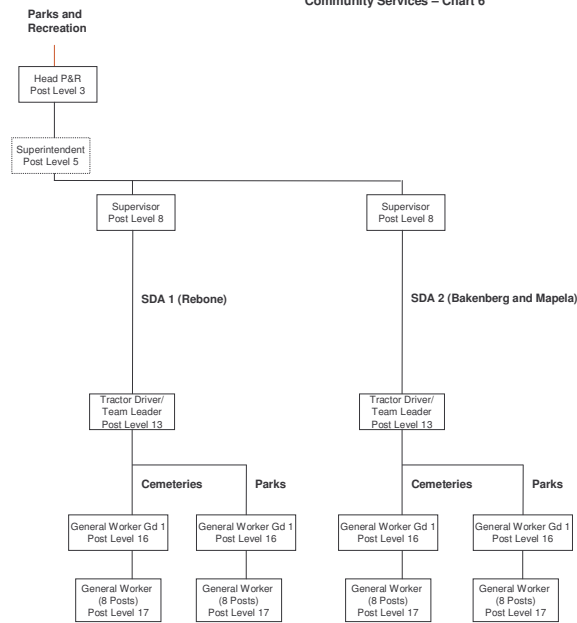 Community Services – Chart 6
Parks and
Recreation
Head P&R
Post Level 3
Superintendent
Post Level 5
Supervisor
Post Level 8
Supervisor
Post Level 8
SDA 1 (Rebone)
SDA 2 (Bakenberg and Mapela)
Tractor Driver/
Team Leader
Post Level 13
Tractor Driver/
Team Leader
Post Level 13
Cemeteries
Parks
Cemeteries
Parks
General Worker Gd 1
Post Level 16
General Worker Gd 1
Post Level 16
General Worker Gd 1
Post Level 16
General Worker Gd 1
Post Level 16
General Worker
(8 Posts)
Post Level 17
General Worker
(8 Posts)
Post Level 17
General Worker
(8 Posts)
Post Level 17
General Worker
(8 Posts)
Post Level 17